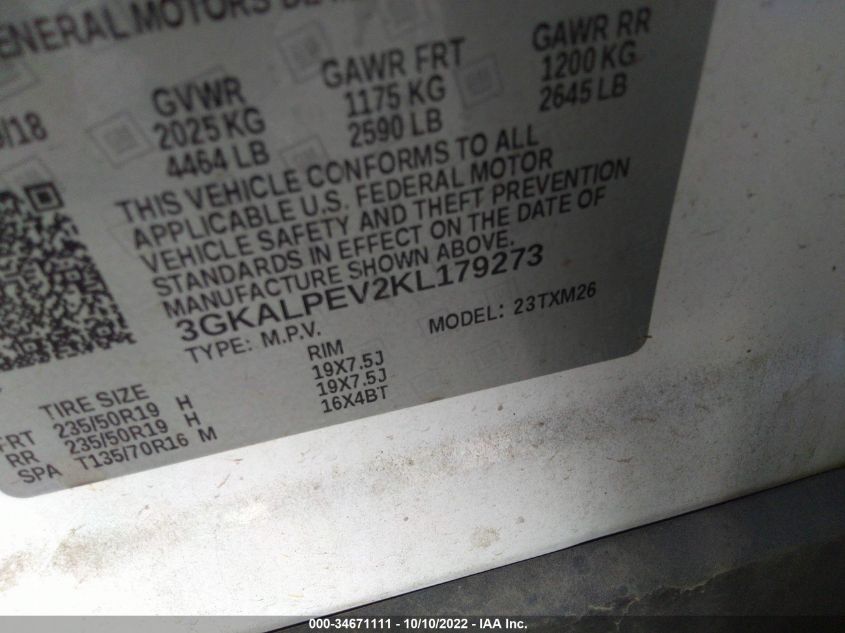 GENERAL MOTORS DE
/18
GVWR
2025 KG
4464 LB
GAWR FRT
1175 KG
2590 LB
GAWR RR
1200 KG
2645 LB
THIS VEHICLE CONFORMS TO ALL
APPLICABLE U.S. FEDERAL MOTOR
VEHICLE SAFETY AND THEFT PREVENTION
STANDARDS IN EFFECT ON THE DATE OF
MANUFACTURE SHOWN ABOVE.
3GKALPEV2KL179273
TYPE: M.P.V.
MODEL: 23TXM26
TIRE SIZE RIM
FRT 235/50R19 H 19X7.5J
RR 235/50R19 H 19X7.5J
SPA T135/70R16 M 16X4BT
000-34671111 - 10/10/2022 - IAA Inc.